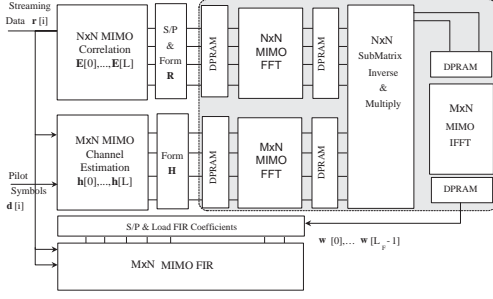 Streaming
Data r [i]
NxN MIMO
Correlation
E[0],...,E[L]
S/P
&
Form
R
DPRAM
NxN
MIMO
FFT
DPRAM
NxN
SubMatrix
Inverse
&
Multiply
DPRAM
MxN
MIMO
IFFT
DPRAM
MxN MIMO
Channel
Estimation
h[0],...,h[L]
Form
H
DPRAM
MxN
MIMO
FFT
DPRAM
Pilot
Symbols
d [i]
S/P & Load FIR Coefficients
w [0],... w [L_F -1]
MxN MIMO FIR